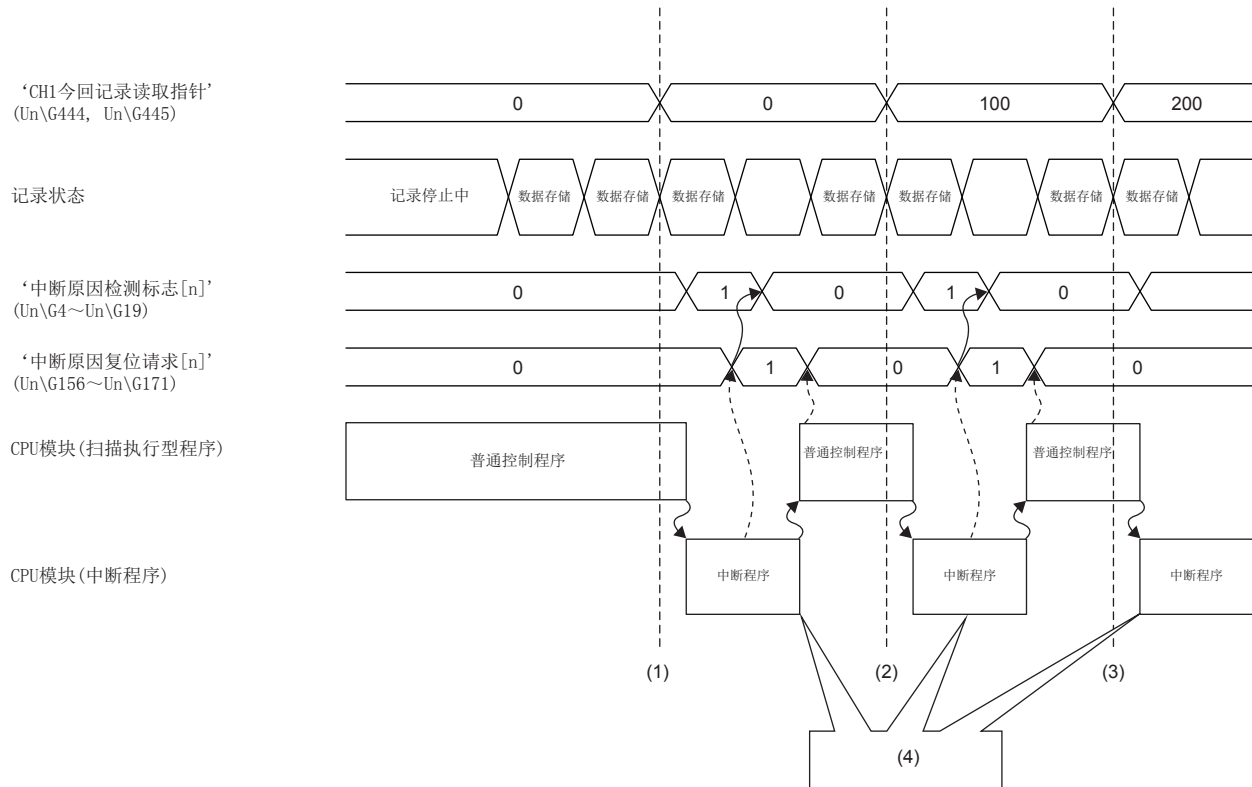 ‘CH1今回记录读取指针’
(Un\G444, Un\G445)
0
0
100
200
记录状态
记录停止中
数据存储
数据存储
数据存储
数据存储
数据存储
数据存储
数据存储
‘中断原因检测标志[n]’
(Un\G4～Un\G19)
0
1
0
1
0
‘中断原因复位请求[n]’
(Un\G156～Un\G171)
0
1
0
1
0
CPU模块(扫描执行型程序)
普通控制程序
普通控制程序
普通控制程序
CPU模块(中断程序)
中断程序
中断程序
中断程序
(1)
(2)
(3)
(4)